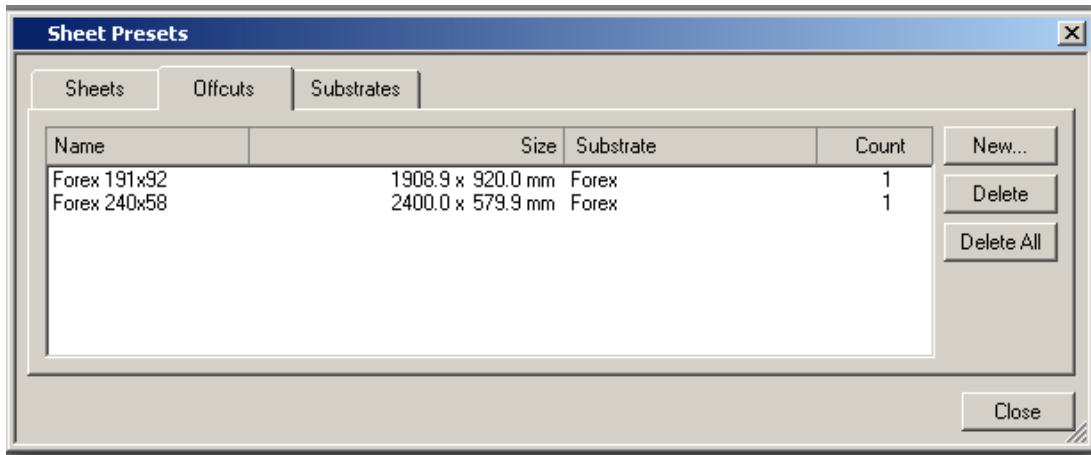 Sheet Presets
Sheets Offcuts Substrates
Name Size Substrate Count New...
Forex 191x92 1908.9 x 920.0 mm Forex 1
Forex 240x58 2400.0 x 579.9 mm Forex 1
Delete
Delete All
Close